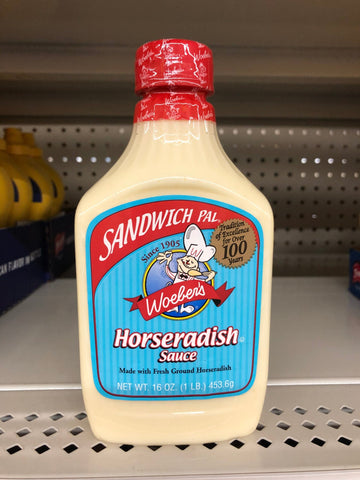 Woeber's
SANDWICH PAL®
Tradition
of Excellence
for Over
100
Years
Since 1905
Woeber's
Horseradish
Sauce
Made with Fresh Ground Horseradish
NET WT. 16 OZ. (1 LB.) 453.6g